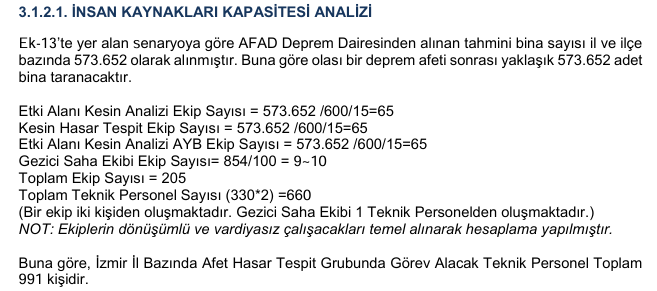 3.1.2.1. İNSAN KAYNAKLARI KAPASİTESİ ANALİZİ
Ek-13'te yer alan senaryoya göre AFAD Deprem Dairesinden alınan tahmini bina sayısı il ve ilçe
bazında 573.652 olarak alınmıştır. Buna göre olası bir deprem afeti sonrası yaklaşık 573.652 adet
bina taranacaktır.
Etki Alanı Kesin Analizi Ekip Sayısı = 573.652 /600/15=65
Kesin Hasar Tespit Ekip Sayısı = 573.652 /600/15=65
Etki Alanı Kesin Analizi AYB Ekip Sayısı = 573.652 /600/15=65
Gezici Saha Ekibi Ekip Sayısı= 854/100 = 9~10
Toplam Ekip Sayısı = 205
Toplam Teknik Personel Sayısı (330*2) =660
(Bir ekip iki kişiden oluşmaktadır. Gezici Saha Ekibi 1 Teknik Personelden oluşmaktadır.)
NOT: Ekiplerin dönüşümlü ve vardiyasız çalışacakları temel alınarak hesaplama yapılmıştır.
Buna göre, İzmir İl Bazında Afet Hasar Tespit Grubunda Görev Alacak Teknik Personel Toplam
991 kişidir.